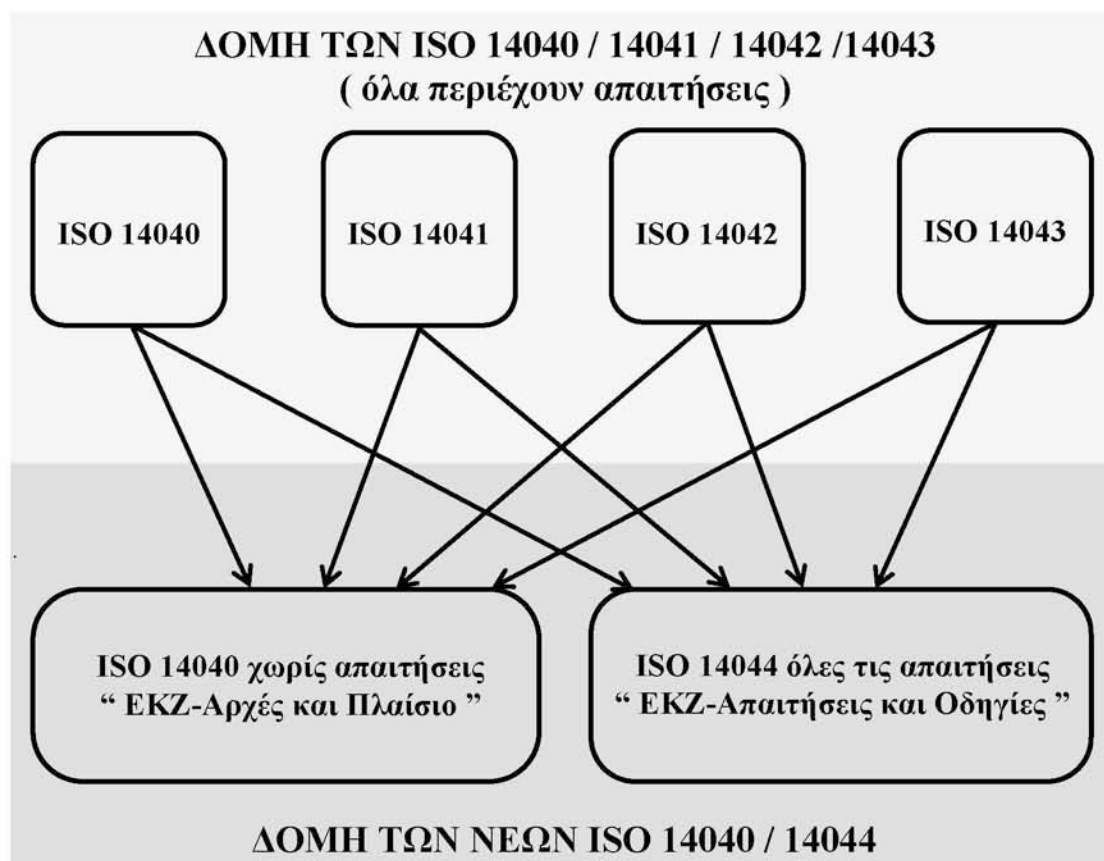 ΔΟΜΗ ΤΩΝ ISO 14040 / 14041 / 14042 /14043
( όλα περιέχουν απαιτήσεις )
ISO 14040
ISO 14041
ISO 14042
ISO 14043
ISO 14040 χωρίς απαιτήσεις
“ ΕΚΖ-Αρχές και Πλαίσιο ”
ISO 14044 όλες τις απαιτήσεις
“ ΕΚΖ-Απαιτήσεις και Οδηγίες ”
ΔΟΜΗ ΤΩΝ ΝΕΩΝ ISO 14040 / 14044